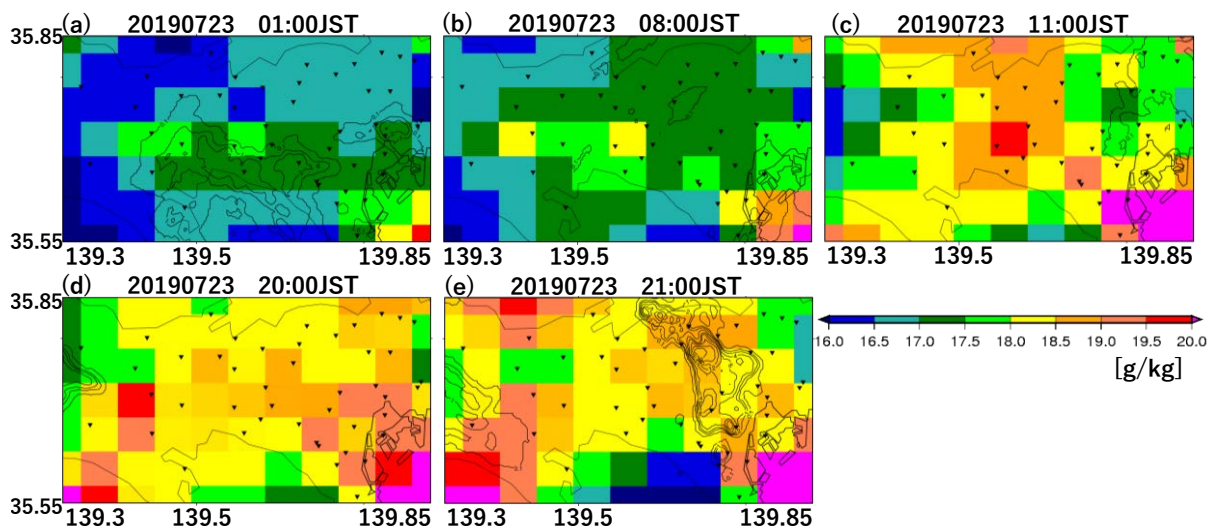 (a) 20190723 01:00JST
(b) 20190723 08:00JST
(c) 20190723 11:00JST
35.85
35.55
139.3 139.5 139.85
139.3 139.5 139.85
139.3 139.5 139.85
(d) 20190723 20:00JST
(e) 20190723 21:00JST
35.85
16.0 16.5 17.0 17.5 18.0 18.5 19.0 19.5 20.0
[g/kg]
35.55
139.3 139.5 139.85
139.3 139.5 139.85